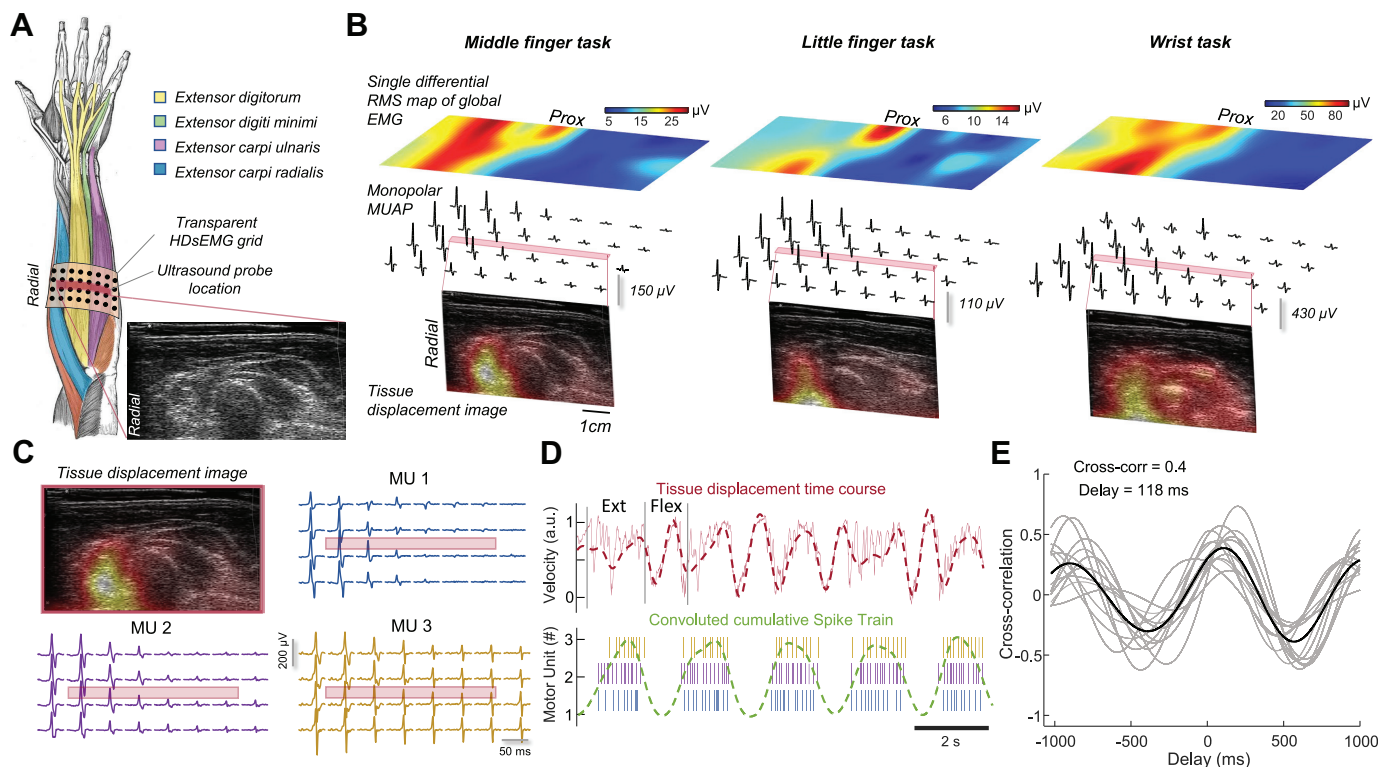 A
Extensor digitorum
Extensor digiti minimi
Extensor carpi ulnaris
Extensor carpi radialis
Transparent
HDsEMG grid
Ultrasound probe
location
Radial
Radial
B
Middle finger task
Little finger task
Wrist task
Single differential
RMS map of global
EMG
Prox
µV
5 15 25
Prox
µV
6 10 14
Prox
µV
20 50 80
Monopolar
MUAP
150 µV
110 µV
430 µV
Radial
Tissue
displacement image
1cm
C
Tissue displacement image
MU 1
MU 2
MU 3
200 µV
50 ms
D
Tissue displacement time course
Ext Flex
Velocity (a.u.)
1
0
Convoluted cumulative Spike Train
Motor Unit (#)
3
2
1
2 s
E
Cross-corr = 0.4
Delay = 118 ms
Cross-correlation
1
0.5
0
-0.5
-1
-1000 -500 0 500 1000
Delay (ms)